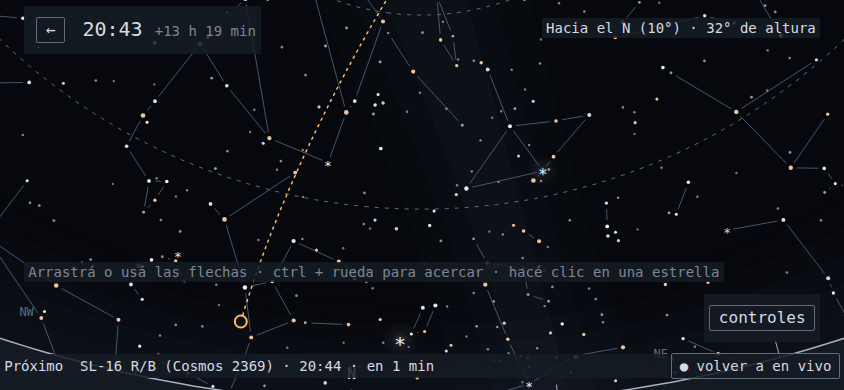 ← 20:43 +13 h 19 min
Hacia el N (10°) · 32° de altura
Arrastrá o usá las flechas · ctrl + rueda para acercar · hacé clic en una estrella
NW
controles
NE
Próximo SL-16 R/B (Cosmos 2369) · 20:44 · en 1 min
● volver a en vivo
N